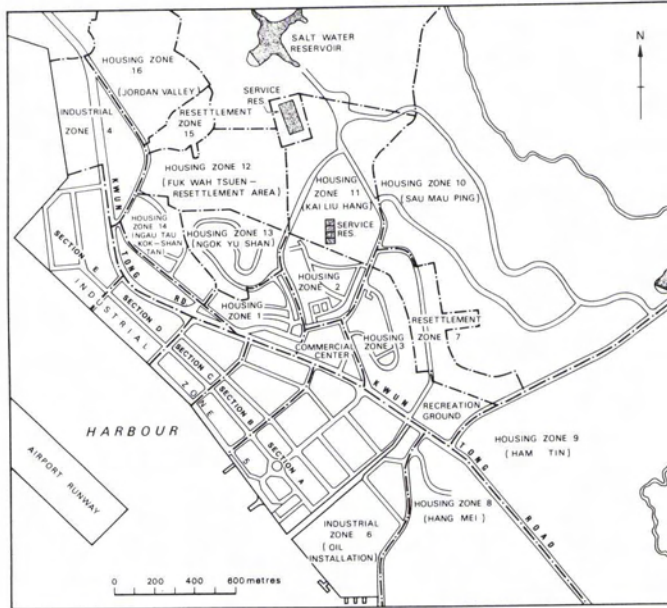 SALT WATER
RESERVOIR
N
HOUSING ZONE
16
(JORDAN VALLEY)
SERVICE
RES.
INDUSTRIAL
ZONE 4
RESETTLEMENT
ZONE
15
HOUSING ZONE 12
(FUK WAH TSUEN-
RESETTLEMENT AREA)
HOUSING
ZONE 11
(KAI LIU HANG)
HOUSING ZONE 10
(SAU MAU PING)
SERVICE
RES.
HOUSING
ZONE 14
(NGAU TAU
KOK-SHAN
TAN)
HOUSING ZONE 13
(NGOK YU SHAN)
KWUN
TONG
RD
HOUSING
ZONE 2
HOUSING
ZONE 1
RESETTLEMENT
ZONE 7
COMMERCIAL
CENTER
HOUSING
ZONE 3
SECTION E
SECTION D
SECTION C
SECTION B
SECTION A
INDUSTRIAL
ZONE
5
KWUN
TONG
ROAD
RECREATION
GROUND
HARBOUR
AIRPORT RUNWAY
HOUSING ZONE 9
(HAM TIN)
HOUSING ZONE 8
(HANG MEI)
INDUSTRIAL
ZONE 6
(OIL
INSTALLATION)
0 200 400 600 metres